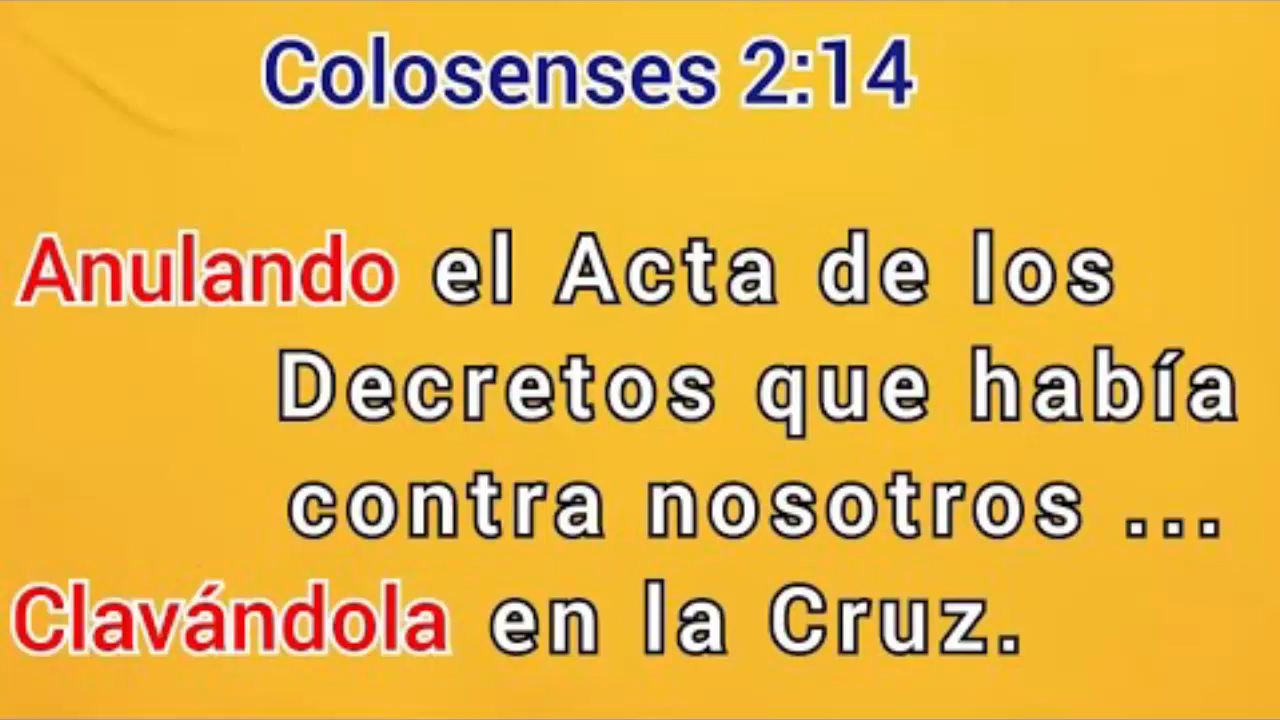 Colosenses 2:14
Anulando el Acta de los
Decretos que había
contra nosotros ...
Clavándola en la Cruz.